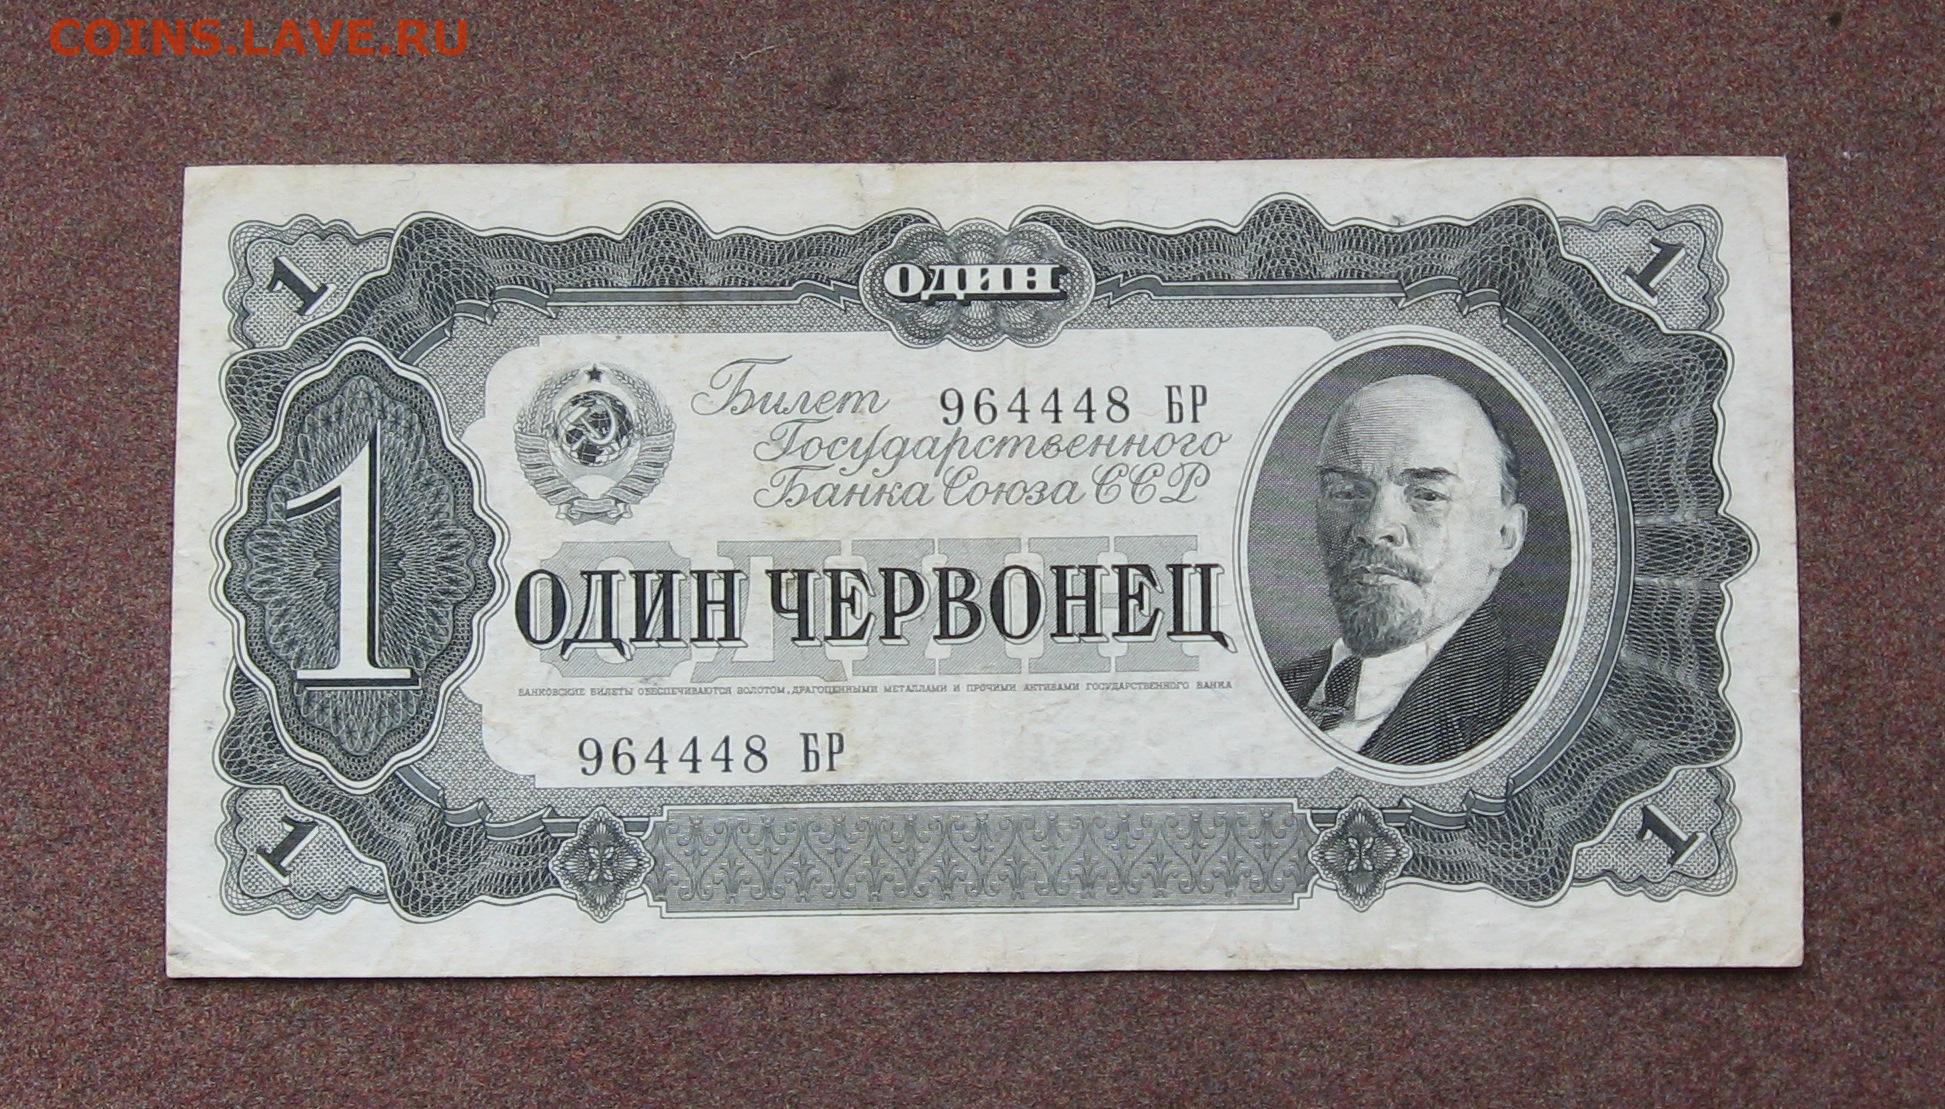 COINS.LAVE.RU
1
ОДИН
1
Билет 964448 БР
Государственного
Банка Союза ССР
1
ОДИН
ОДИН ЧЕРВОНЕЦ
БАНКОВСКИЕ БИЛЕТЫ ОБЕСПЕЧИВАЮТСЯ ЗОЛОТОМ, ДРАГОЦЕННЫМИ МЕТАЛЛАМИ И ПРОЧИМИ АКТИВАМИ ГОСУДАРСТВЕННОГО БАНКА
964448 БР
1
1